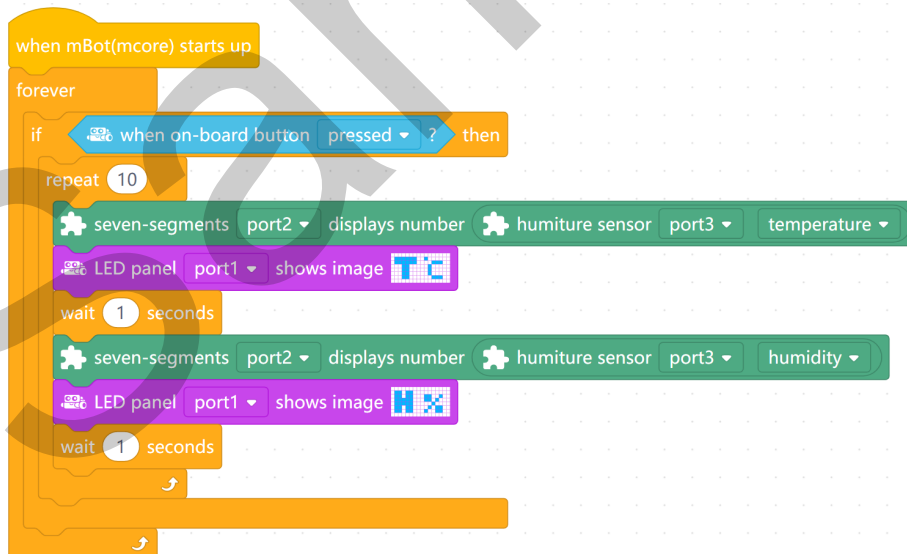 when mBot(mcore) starts up
forever
if when on-board button pressed ? then
repeat 10
seven-segments port2 displays number humiture sensor port3 temperature
LED panel port1 shows image T°C
wait 1 seconds
seven-segments port2 displays number humiture sensor port3 humidity
LED panel port1 shows image H
wait 1 seconds